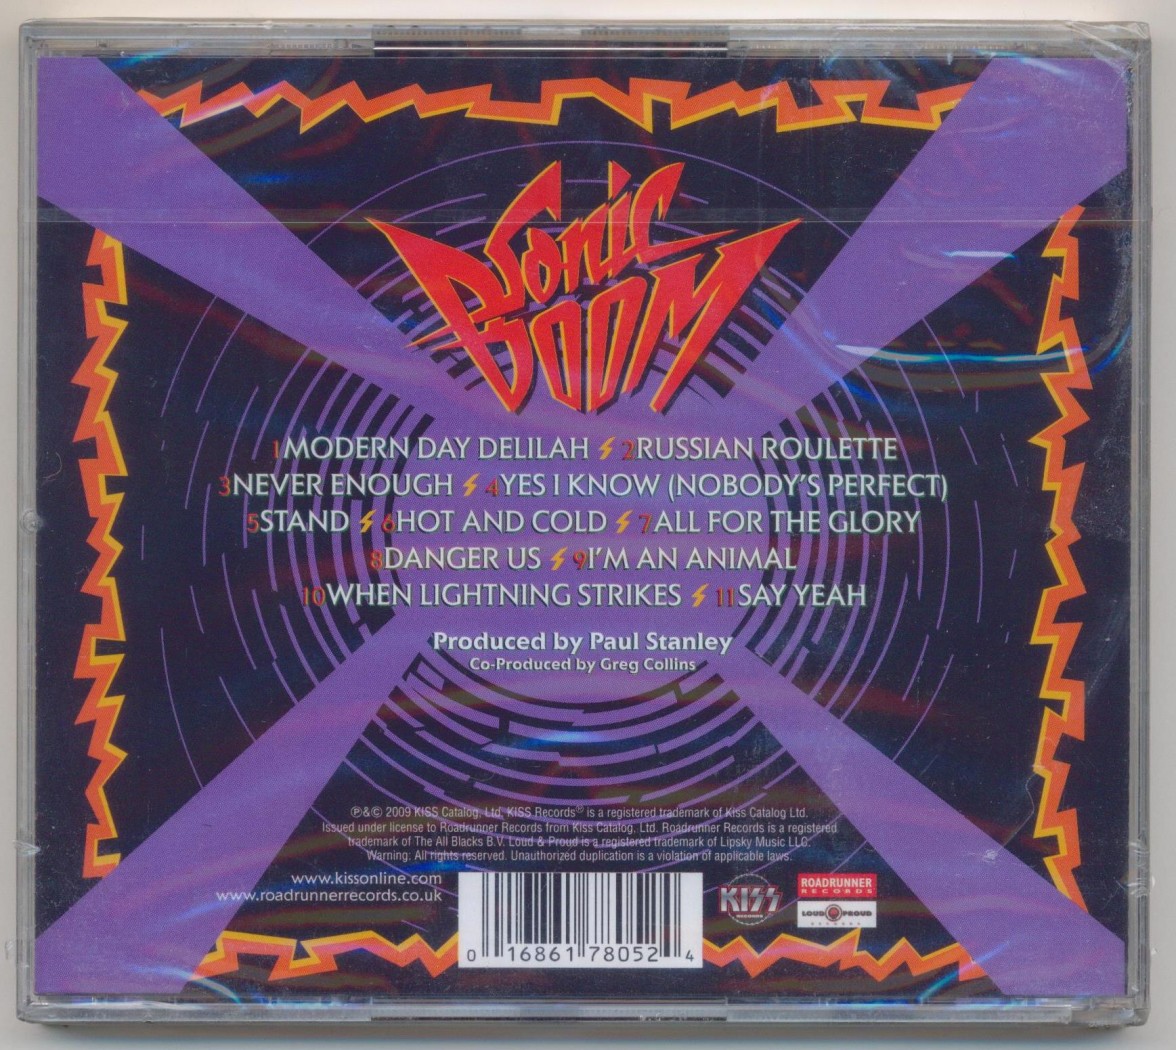 Sonic
BOOM
1 MODERN DAY DELILAH 2 RUSSIAN ROULETTE
3 NEVER ENOUGH 4 YES I KNOW (NOBODY'S PERFECT)
5 STAND 6 HOT AND COLD 7 ALL FOR THE GLORY
8 DANGER US 9 I'M AN ANIMAL
10 WHEN LIGHTNING STRIKES 11 SAY YEAH
Produced by Paul Stanley
Co-Produced by Greg Collins
℗&© 2009 KISS Catalog, Ltd. KISS Records® is a registered trademark of Kiss Catalog Ltd.
Issued under license to Roadrunner Records from Kiss Catalog, Ltd. Roadrunner Records is a registered
trademark of The All Blacks B.V. Loud & Proud is a registered trademark of Lipsky Music LLC.
Warning: All rights reserved. Unauthorized duplication is a violation of applicable laws.
www.kissonline.com
www.roadrunnerrecords.co.uk
0 16861 78052 4
KISS
RECORDS
ROADRUNNER
RECORDS
LOUD PROUD
RECORDS